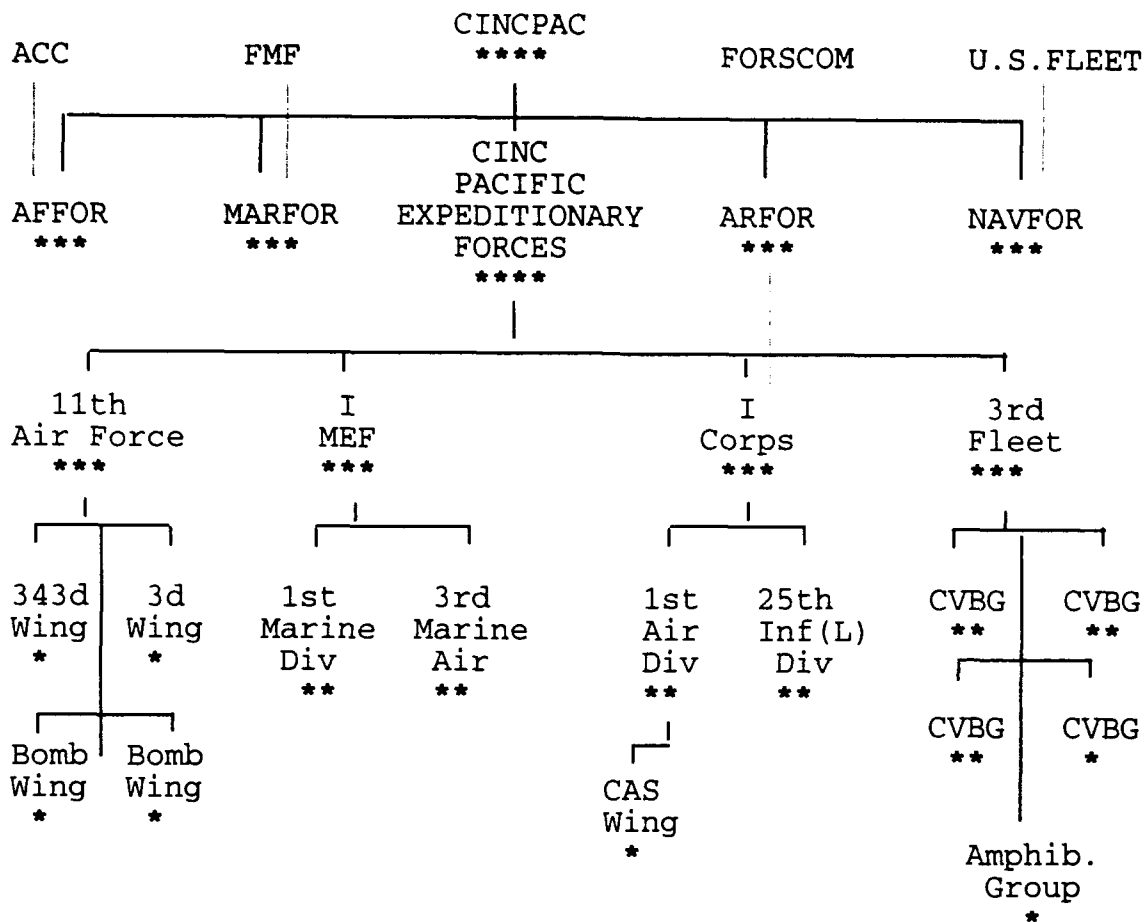 CINCPAC
ACC FMF **** FORSCOM U.S.FLEET
CINC
PACIFIC
AFFOR MARFOR EXPEDITIONARY ARFOR NAVFOR
*** *** FORCES *** ***
****
11th I I 3rd
Air Force MEF Corps Fleet
*** *** *** ***
343d 3d 1st 3rd 1st 25th CVBG CVBG
Wing Wing Marine Marine Air Inf(L) ** **
* * Div Air Div Div
** ** ** **
CVBG CVBG
Bomb Bomb ** *
Wing Wing CAS
* * Wing
*
Amphib.
Group
*